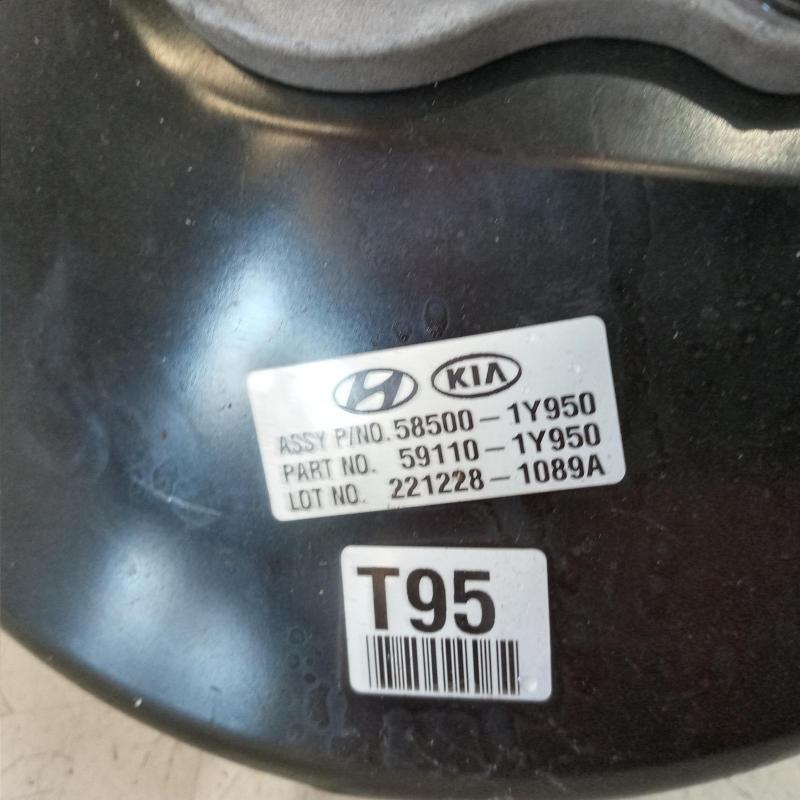 H KIA
ASSY P/NO. 58500-1Y950
PART NO. 59110-1Y950
LOT NO. 221228-1089A
T95